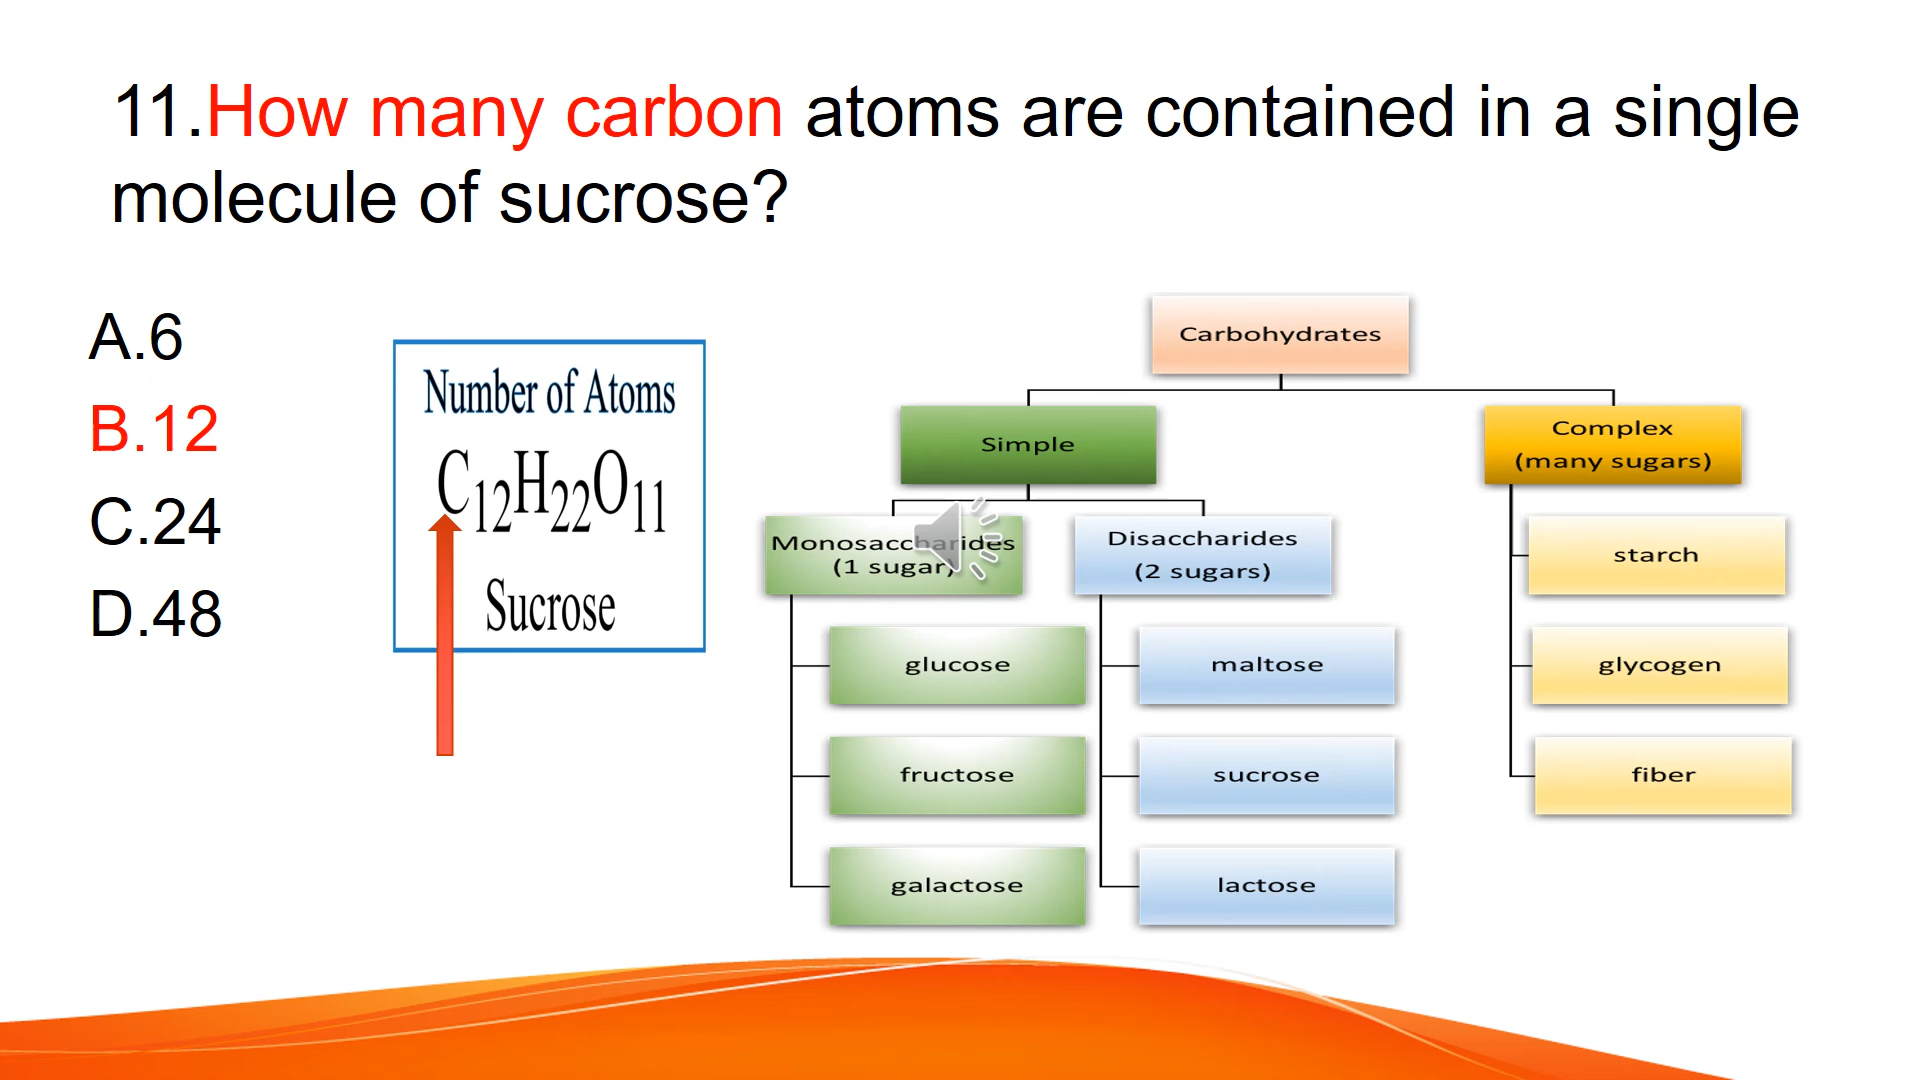 11.How many carbon atoms are contained in a single
molecule of sucrose?
A.6
B.12
C.24
D.48
Number of Atoms
C₁₂H₂₂O₁₁
Sucrose
Carbohydrates
Simple
Complex
(many sugars)
Monosaccharides
(1 sugar)
Disaccharides
(2 sugars)
starch
glucose
maltose
glycogen
fructose
sucrose
fiber
galactose
lactose